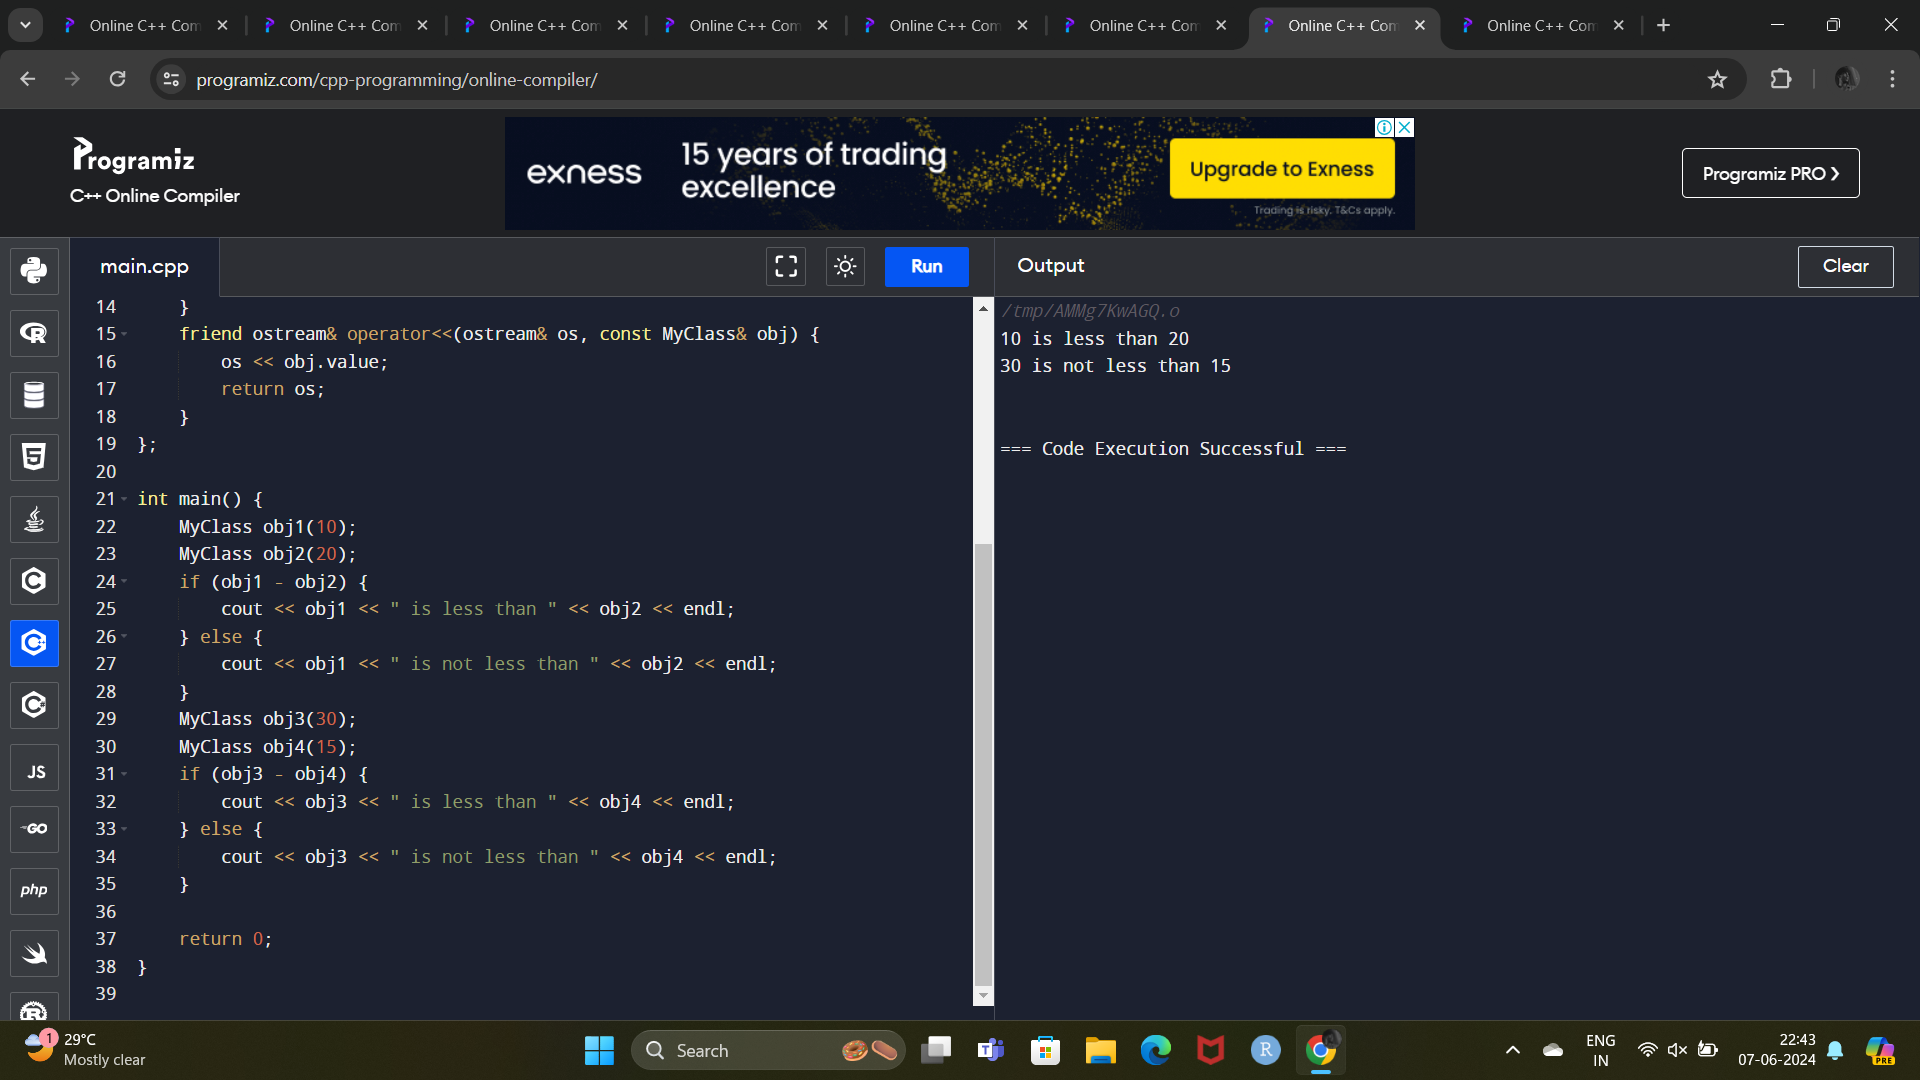 Online C++ Com
Online C++ Com
Online C++ Com
Online C++ Com
Online C++ Com
Online C++ Com
Online C++ Com
Online C++ Com
programiz.com/cpp-programming/online-compiler/
Programiz
C++ Online Compiler
exness
15 years of trading
excellence
Upgrade to Exness
Trading is risky. T&Cs apply.
Programiz PRO ❯
main.cpp
Run
Output
Clear
14 }
15 friend ostream& operator<<(ostream& os, const MyClass& obj) {
16 os << obj.value;
17 return os;
18 }
19 };
20
21 int main() {
22 MyClass obj1(10);
23 MyClass obj2(20);
24 if (obj1 - obj2) {
25 cout << obj1 << " is less than " << obj2 << endl;
26 } else {
27 cout << obj1 << " is not less than " << obj2 << endl;
28 }
29 MyClass obj3(30);
30 MyClass obj4(15);
31 if (obj3 - obj4) {
32 cout << obj3 << " is less than " << obj4 << endl;
33 } else {
34 cout << obj3 << " is not less than " << obj4 << endl;
35 }
36
37 return 0;
38 }
39
/tmp/AMMg7KwAGQ.o
10 is less than 20
30 is not less than 15
=== Code Execution Successful ===
JS
GO
php
1
29°C
Mostly clear
Search
ENG
IN
22:43
07-06-2024
PRE